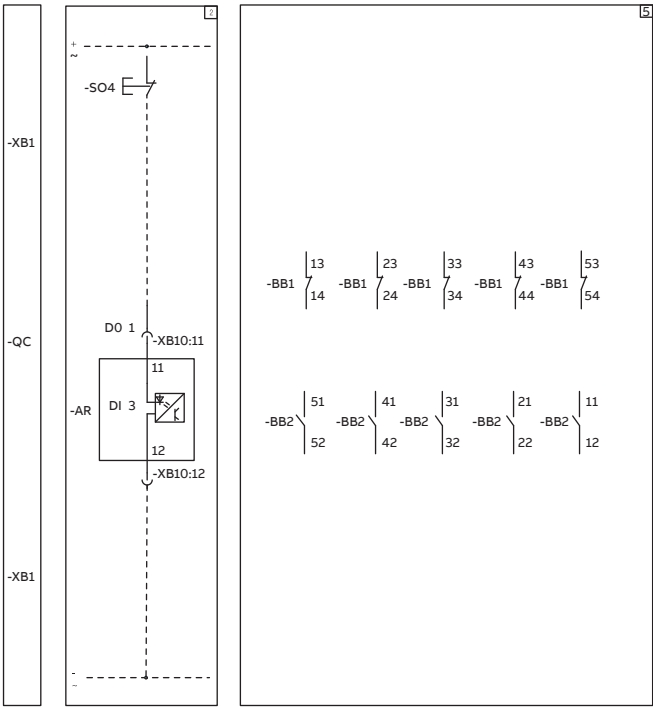 2
5
+
~
-SO4
-XB1
13 23 33 43 53
-BB1 -BB1 -BB1 -BB1 -BB1
14 24 34 44 54
D0 1
-XB10:11
-QC
11
DI 3
-AR
12
-XB10:12
51 41 31 21 11
-BB2 -BB2 -BB2 -BB2 -BB2
52 42 32 22 12
-XB1
-
~